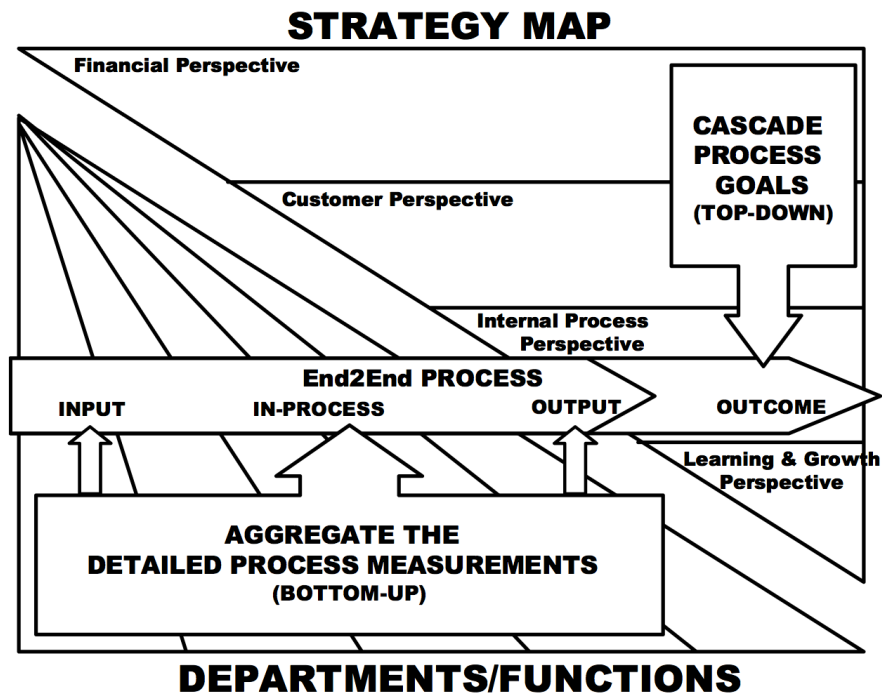 STRATEGY MAP
Financial Perspective
CASCADE
PROCESS
GOALS
(TOP-DOWN)
Customer Perspective
Internal Process
Perspective
End2End PROCESS
INPUT
IN-PROCESS
OUTPUT
OUTCOME
Learning & Growth
Perspective
AGGREGATE THE
DETAILED PROCESS MEASUREMENTS
(BOTTOM-UP)
DEPARTMENTS/FUNCTIONS